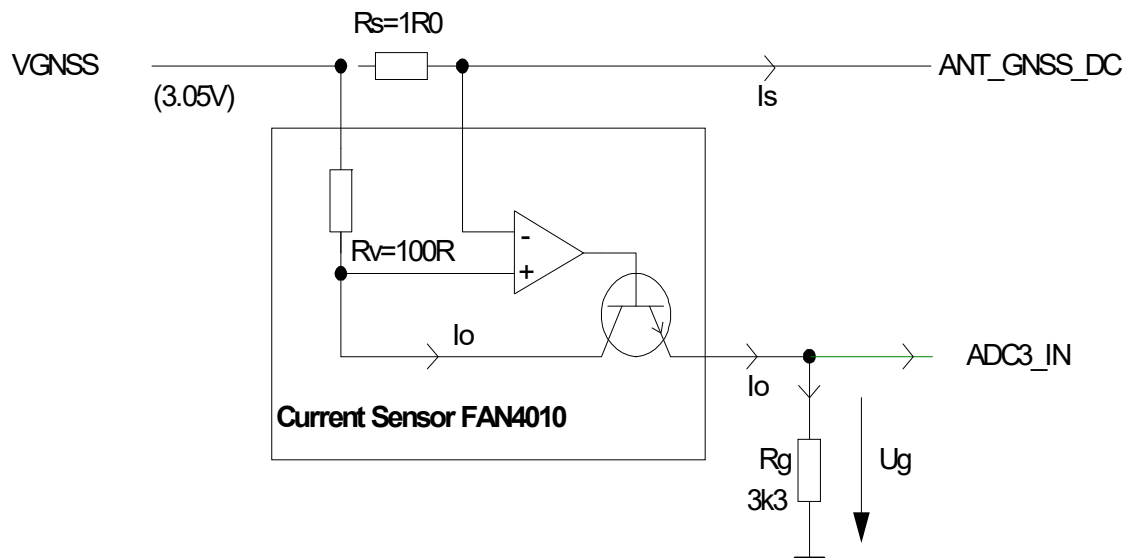 Rs=1R0
VGNSS
ANT_GNSS_DC
(3.05V)
Is
-
Rv=100R
+
Io
ADC3_IN
Io
Current Sensor FAN4010
Rg
Ug
3k3